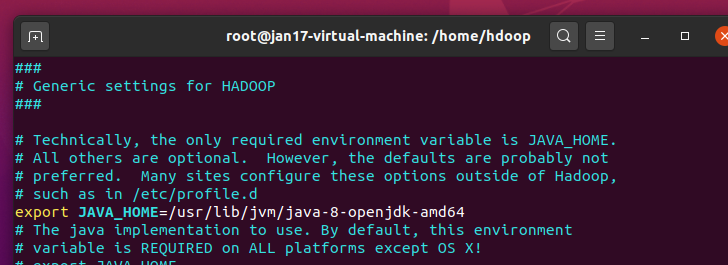 root@jan17-virtual-machine: /home/hdoop
###
# Generic settings for HADOOP
###
# Technically, the only required environment variable is JAVA_HOME.
# All others are optional.  However, the defaults are probably not
# preferred.  Many sites configure these options outside of Hadoop,
# such as in /etc/profile.d
export JAVA_HOME=/usr/lib/jvm/java-8-openjdk-amd64
# The java implementation to use. By default, this environment
# variable is REQUIRED on ALL platforms except OS X!
# export JAVA_HOME